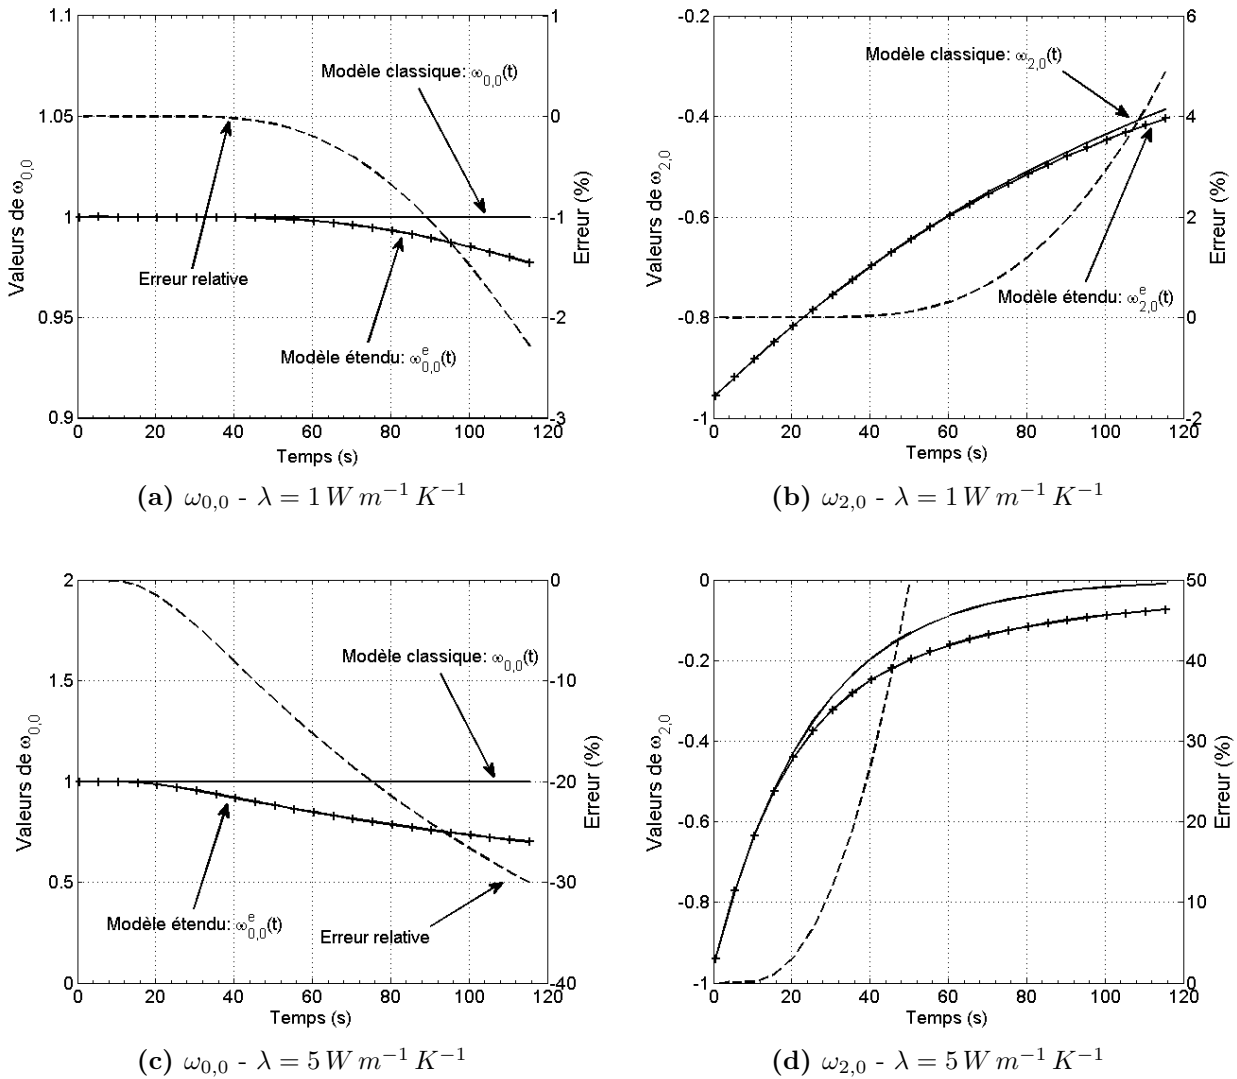 1.1
1.05
1
0.95
0.9
1
0
-1
-2
-3
0 20 40 60 80 100 120
Valeurs de ω0,0
Erreur (%)
Temps (s)
Modèle classique: ω0,0(t)
Erreur relative
Modèle étendu: ω^e0,0(t)
(a) ω0,0 - λ = 1 W m−1 K−1
-0.2
-0.4
-0.6
-0.8
-1
6
4
2
0
-2
0 20 40 60 80 100 120
Valeurs de ω2,0
Erreur (%)
Temps (s)
Modèle classique: ω2,0(t)
Modèle étendu: ω^e2,0(t)
(b) ω2,0 - λ = 1 W m−1 K−1
2
1.5
1
0.5
0
0
-10
-20
-30
-40
0 20 40 60 80 100 120
Valeurs de ω0,0
Erreur (%)
Temps (s)
Modèle classique: ω0,0(t)
Modèle étendu: ω^e0,0(t)
Erreur relative
(c) ω0,0 - λ = 5 W m−1 K−1
0
-0.2
-0.4
-0.6
-0.8
-1
50
40
30
20
10
0
0 20 40 60 80 100 120
Valeurs de ω2,0
Erreur (%)
Temps (s)
(d) ω2,0 - λ = 5 W m−1 K−1